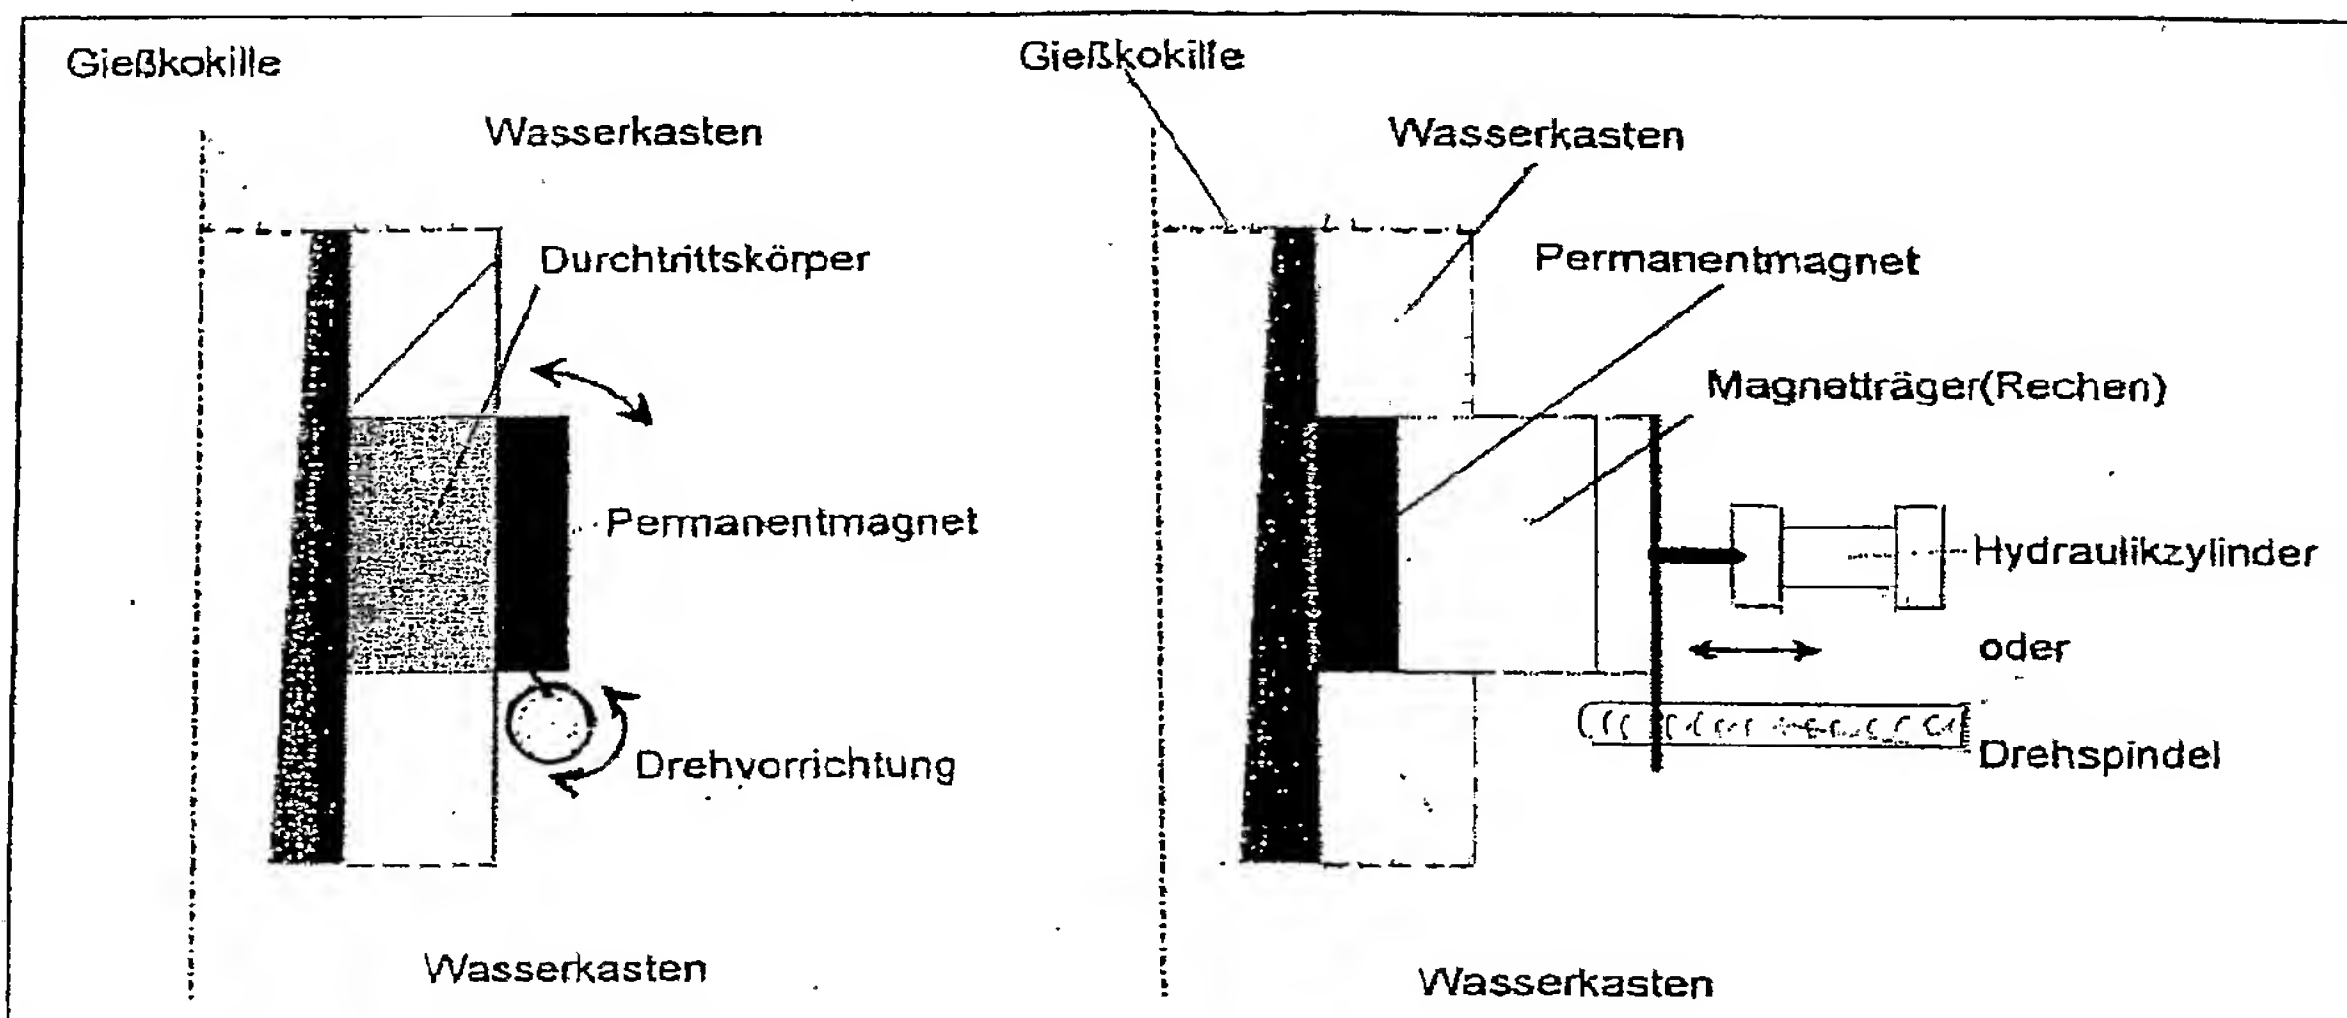 Gießkokille
Wasserkasten
Durchtrittskörper
Permanentmagnet
Drehvorrichtung
Wasserkasten
Gießkokille
Wasserkasten
Permanentmagnet
Magnetträger(Rechen)
Hydraulikzylinder
oder
Drehspindel
Wasserkasten